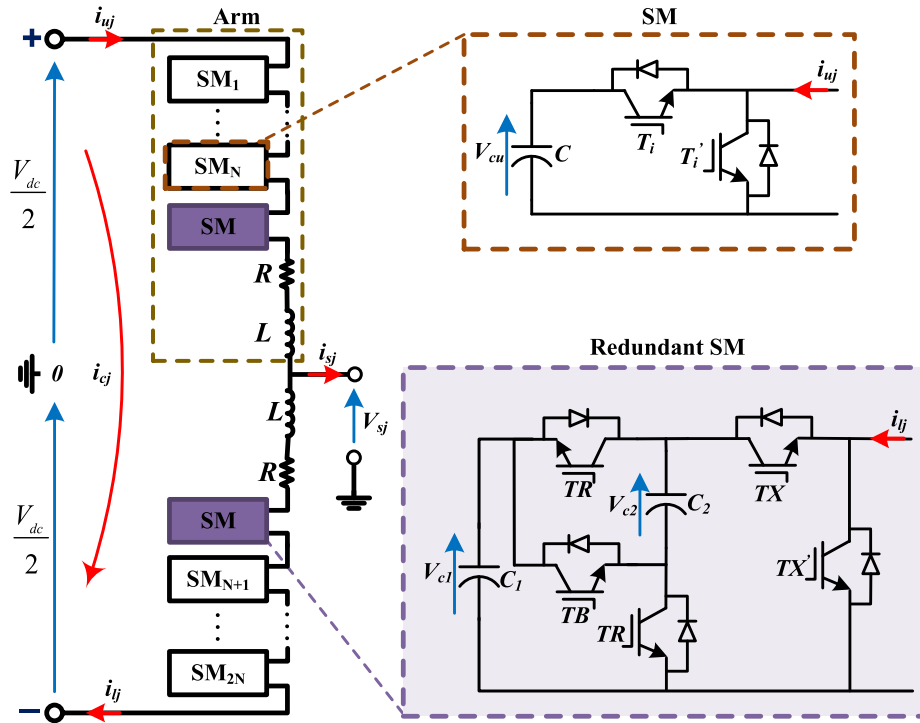 i_uj
Arm
SM
+
SM₁
V_dc
2
SM_N
SM
R
L
0
i_cj
i_sj
V_sj
L
R
V_dc
2
SM
SM_N+1
SM_2N
−
i_lj
T_i
i_uj
V_cu
C
T_i'
Redundant SM
i_lj
TR
TX
V_c2
C₂
V_c1
C₁
TB
TR
TX'